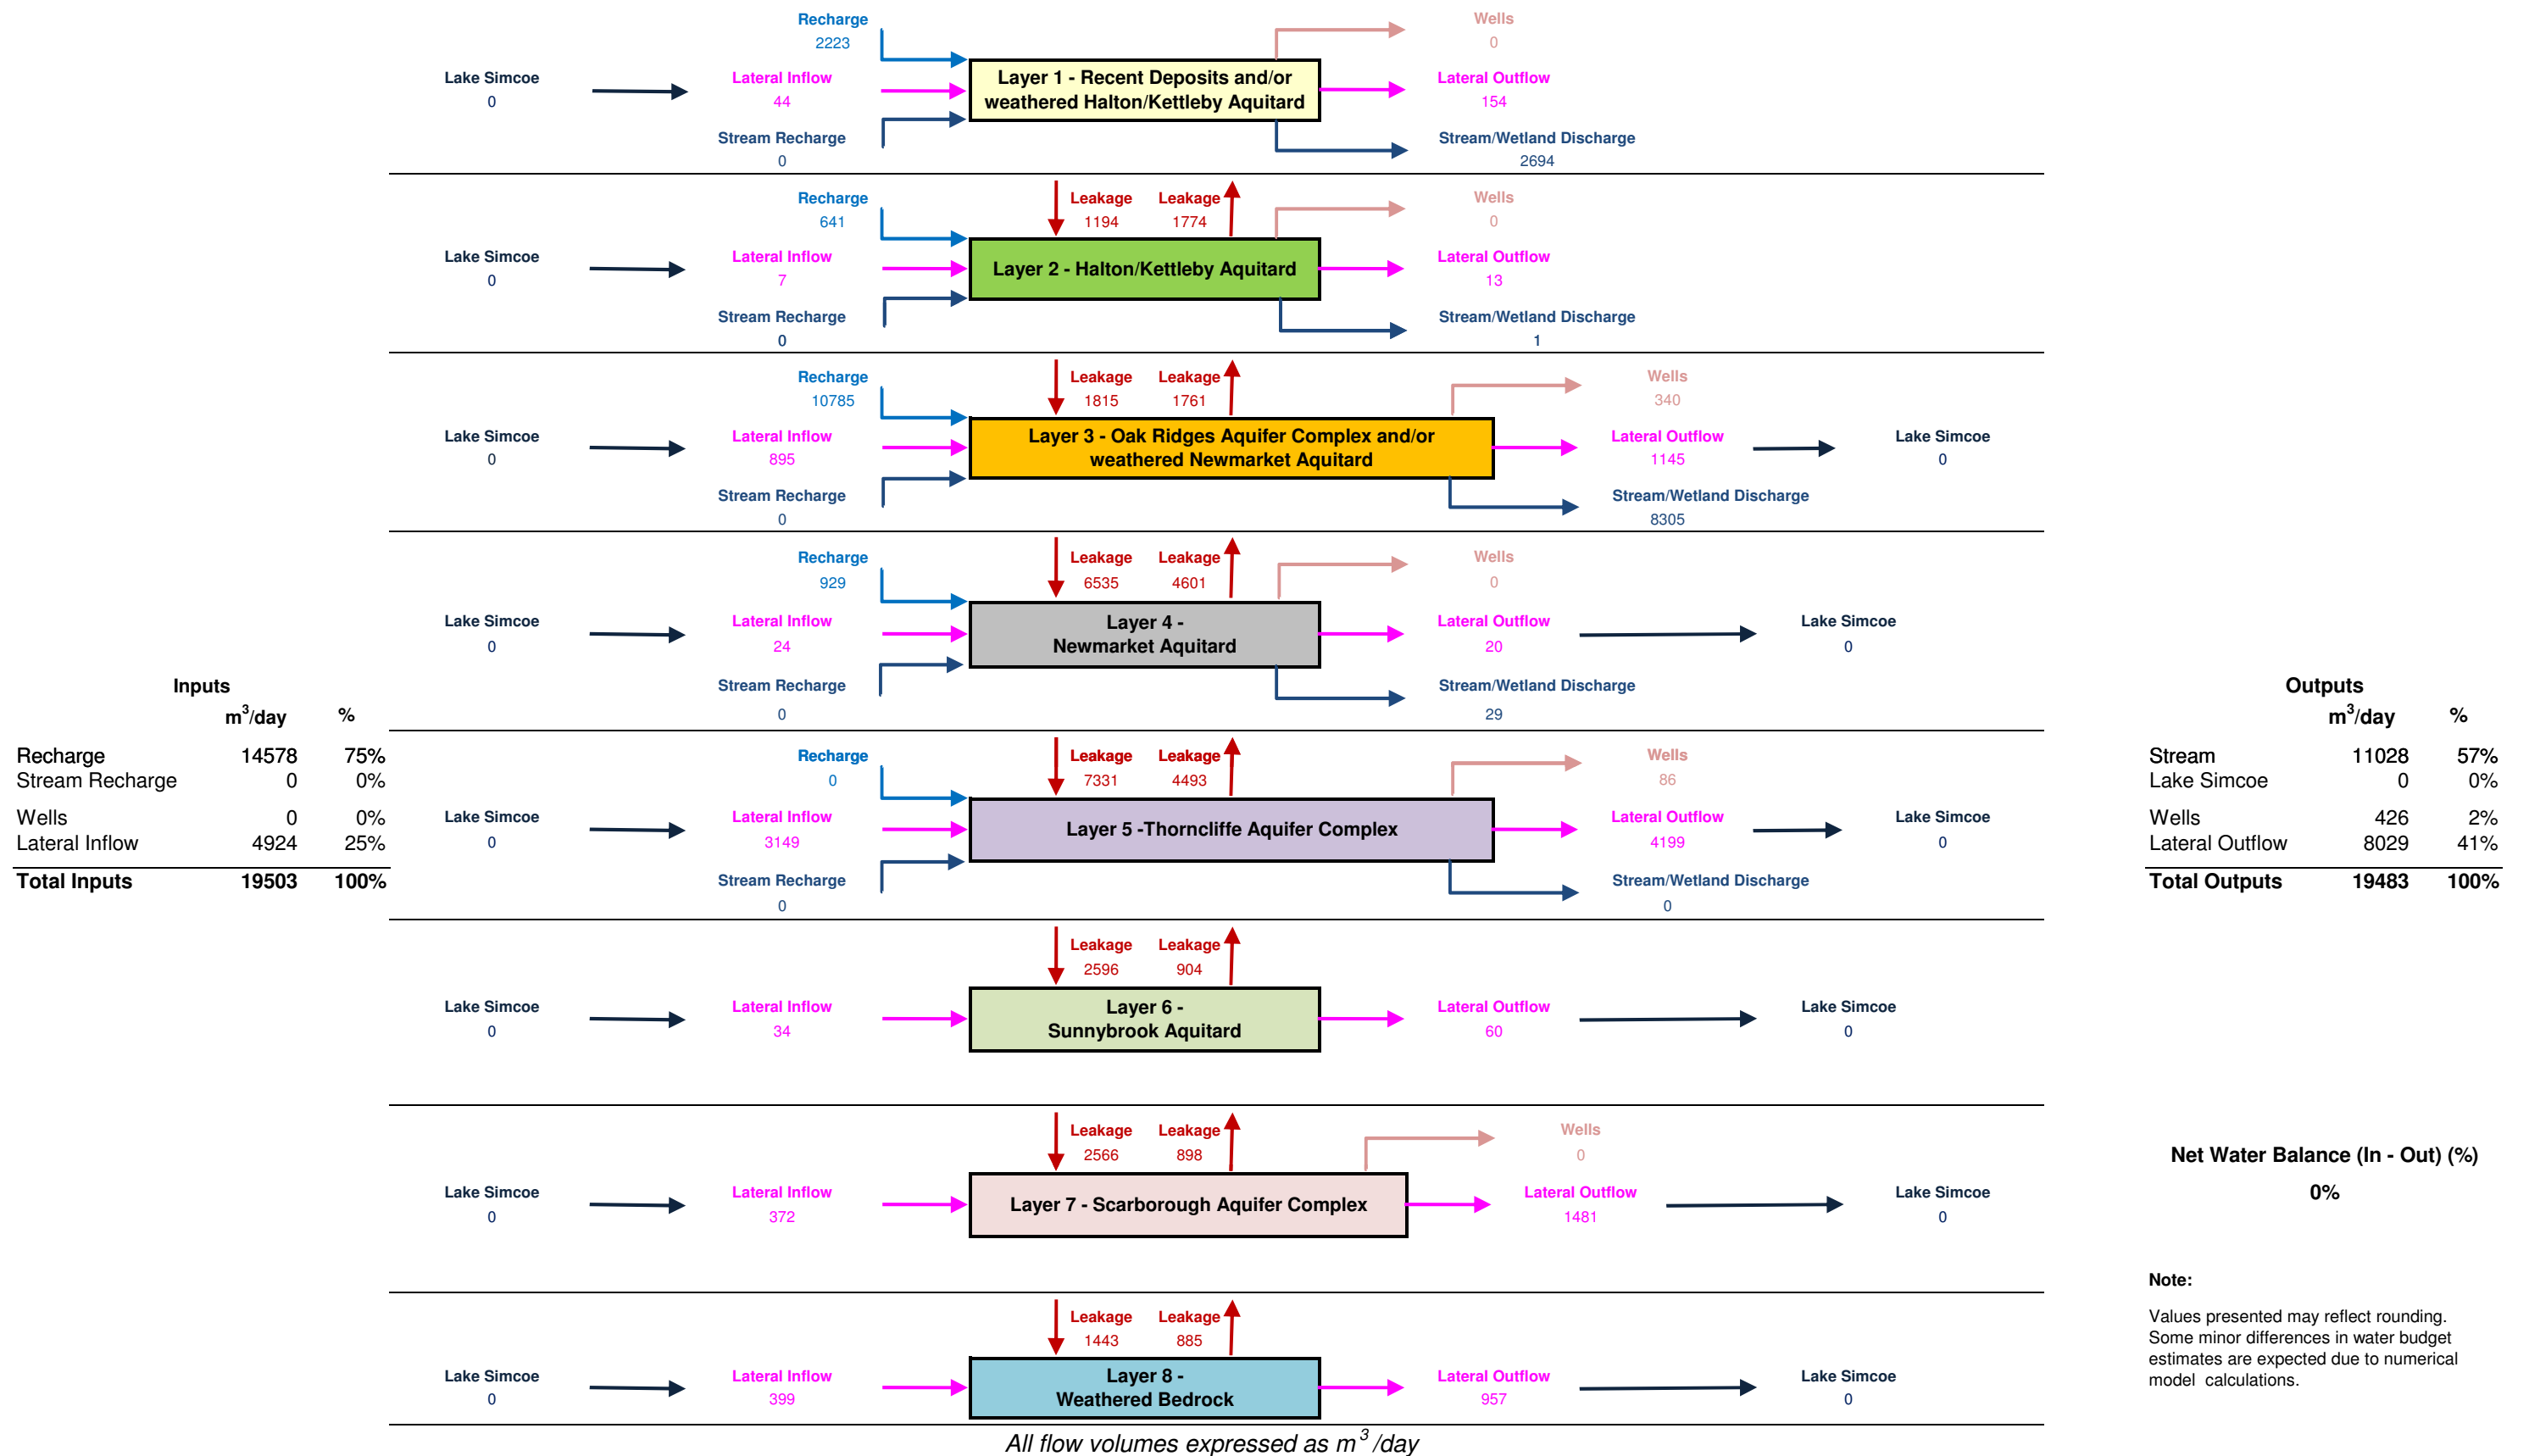 Recharge
2223
Wells
0
Lake Simcoe
0
Lateral Inflow
44
Layer 1 - Recent Deposits and/or
weathered Halton/Kettleby Aquitard
Lateral Outflow
154
Stream Recharge
0
Stream/Wetland Discharge
2694
Recharge
641
Leakage
1194
Leakage
1774
Wells
0
Lake Simcoe
0
Lateral Inflow
7
Layer 2 - Halton/Kettleby Aquitard
Lateral Outflow
13
Stream Recharge
0
Stream/Wetland Discharge
1
Recharge
10785
Leakage
1815
Leakage
1761
Wells
340
Lake Simcoe
0
Lateral Inflow
895
Layer 3 - Oak Ridges Aquifer Complex and/or
weathered Newmarket Aquitard
Lateral Outflow
1145
Lake Simcoe
0
Stream Recharge
0
Stream/Wetland Discharge
8305
Recharge
929
Leakage
6535
Leakage
4601
Wells
0
Lake Simcoe
0
Lateral Inflow
24
Layer 4 -
Newmarket Aquitard
Lateral Outflow
20
Lake Simcoe
0
Stream Recharge
0
Stream/Wetland Discharge
29
Inputs
m³/day %
Recharge 14578 75%
Stream Recharge 0 0%
Wells 0 0%
Lateral Inflow 4924 25%
Total Inputs 19503 100%
Recharge
0
Leakage
7331
Leakage
4493
Wells
86
Lake Simcoe
0
Lateral Inflow
3149
Layer 5 -Thorncliffe Aquifer Complex
Lateral Outflow
4199
Lake Simcoe
0
Stream Recharge
0
Stream/Wetland Discharge
0
Outputs
m³/day %
Stream 11028 57%
Lake Simcoe 0 0%
Wells 426 2%
Lateral Outflow 8029 41%
Total Outputs 19483 100%
Leakage
2596
Leakage
904
Lake Simcoe
0
Lateral Inflow
34
Layer 6 -
Sunnybrook Aquitard
Lateral Outflow
60
Lake Simcoe
0
Leakage
2566
Leakage
898
Wells
0
Lake Simcoe
0
Lateral Inflow
372
Layer 7 - Scarborough Aquifer Complex
Lateral Outflow
1481
Lake Simcoe
0
Net Water Balance (In - Out) (%)
0%
Leakage
1443
Leakage
885
Lake Simcoe
0
Lateral Inflow
399
Layer 8 -
Weathered Bedrock
Lateral Outflow
957
Lake Simcoe
0
Note:
Values presented may reflect rounding.
Some minor differences in water budget
estimates are expected due to numerical
model calculations.
All flow volumes expressed as m³ /day